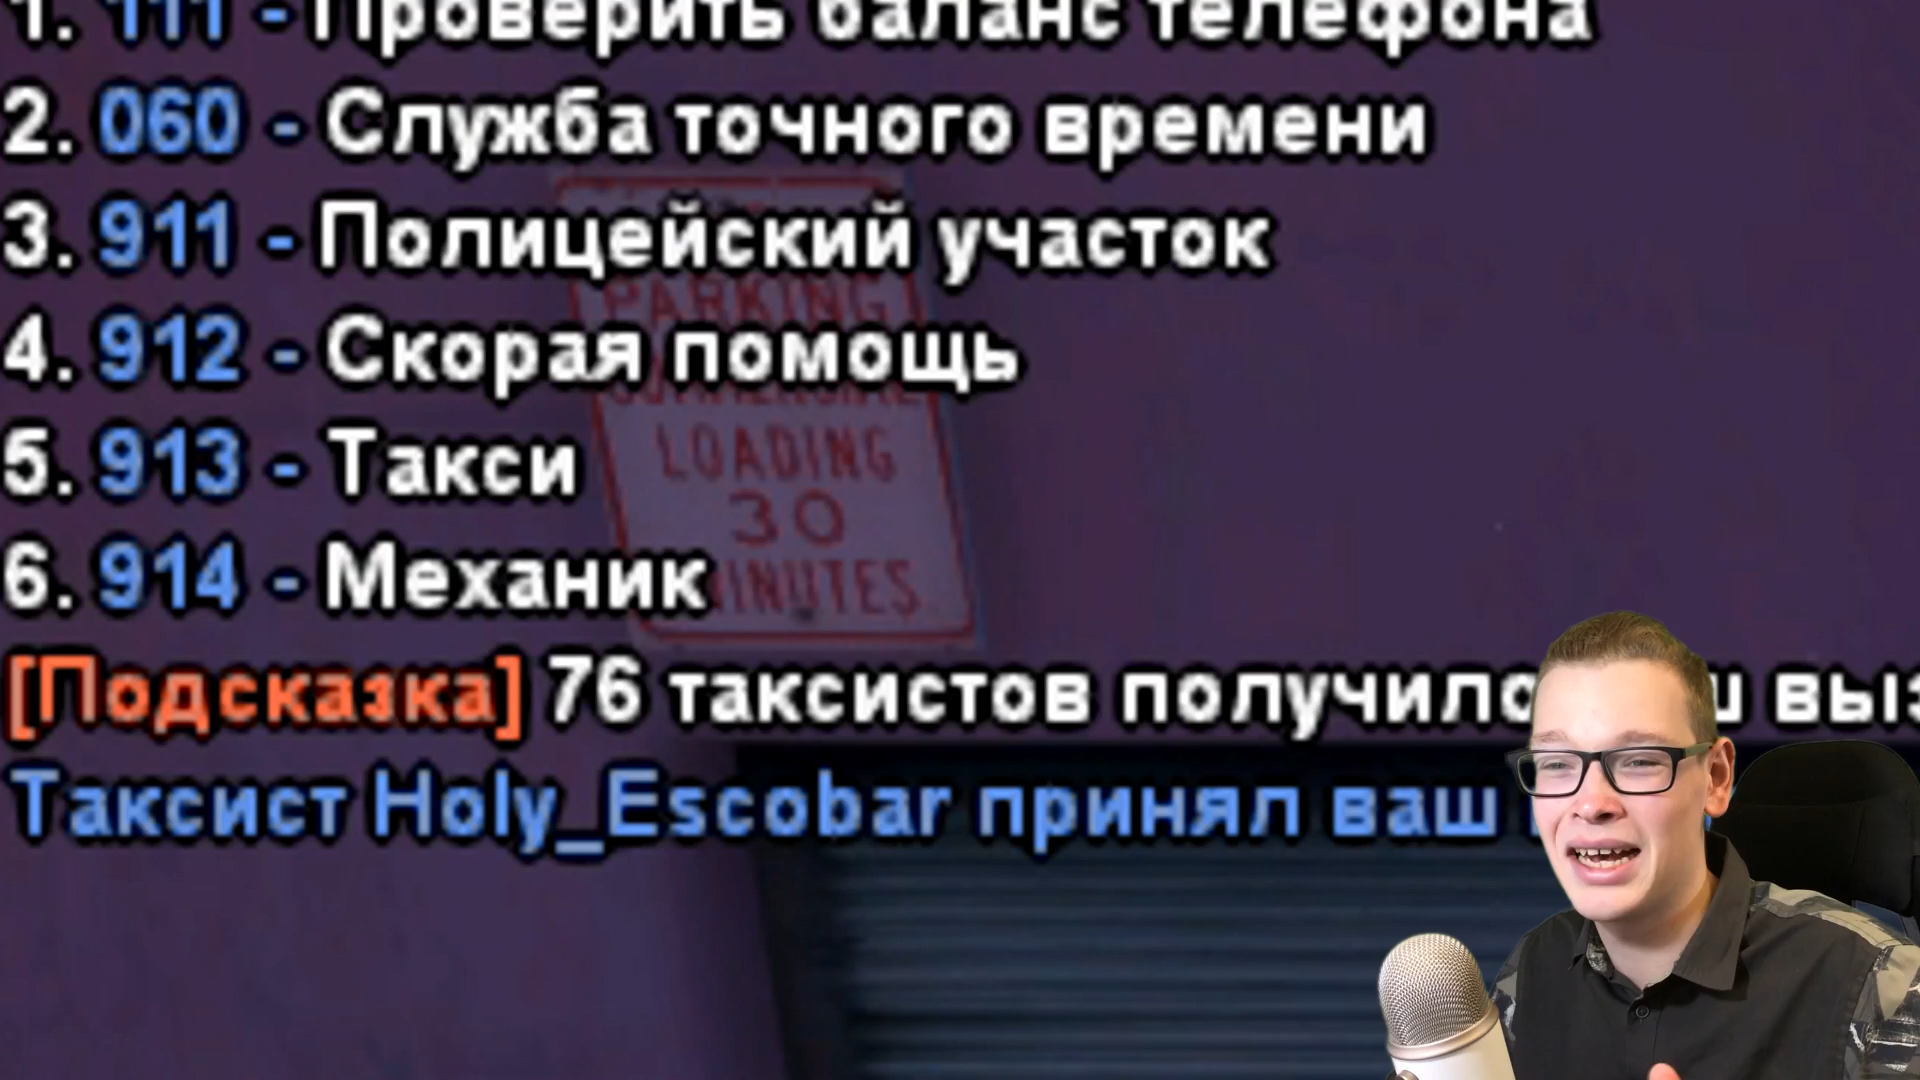 1. 111 - Проверить баланс телефона
2. 060 - Служба точного времени
3. 911 - Полицейский участок
PARKING
4. 912 - Скорая помощь
LOADING
5. 913 - Такси
30
6. 914 - Механик
MINUTES
[Подсказка] 76 таксистов получило
Таксист Holy_Escobar принял ваш